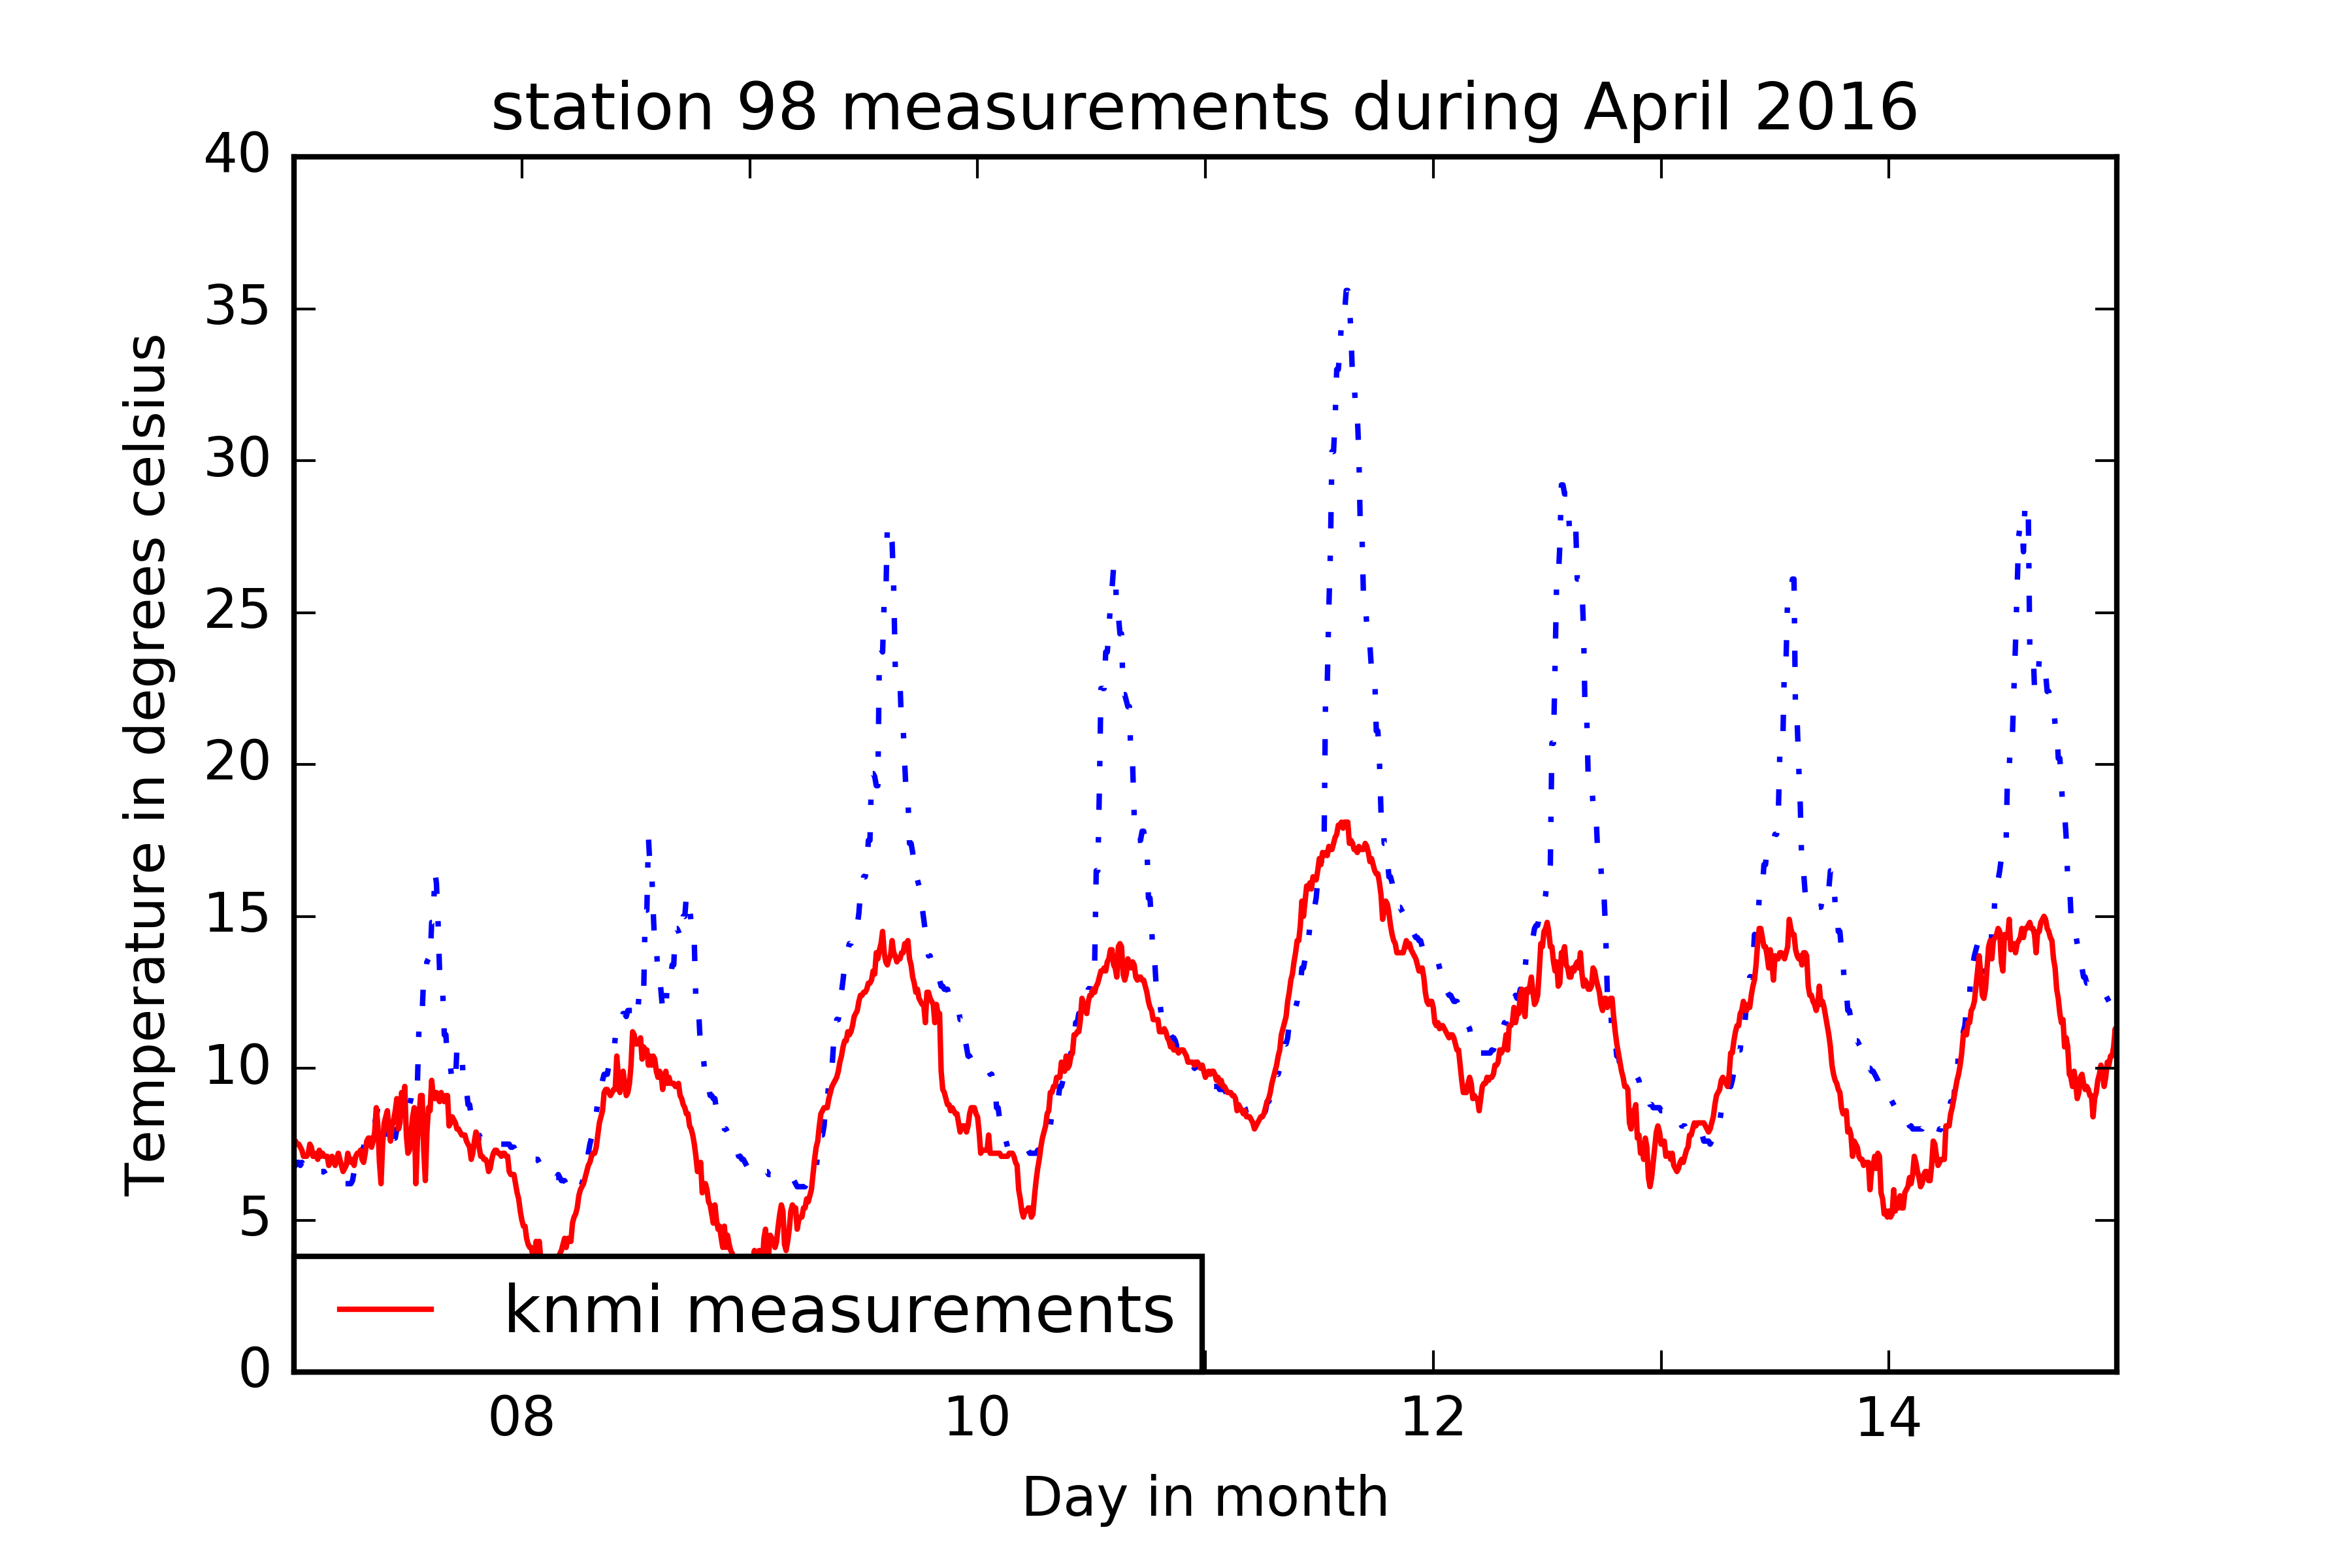 station 98 measurements during April 2016
Temperature in degrees celsius
40
35
30
25
20
15
10
5
0
knmi measurements
08 10 12 14
Day in month